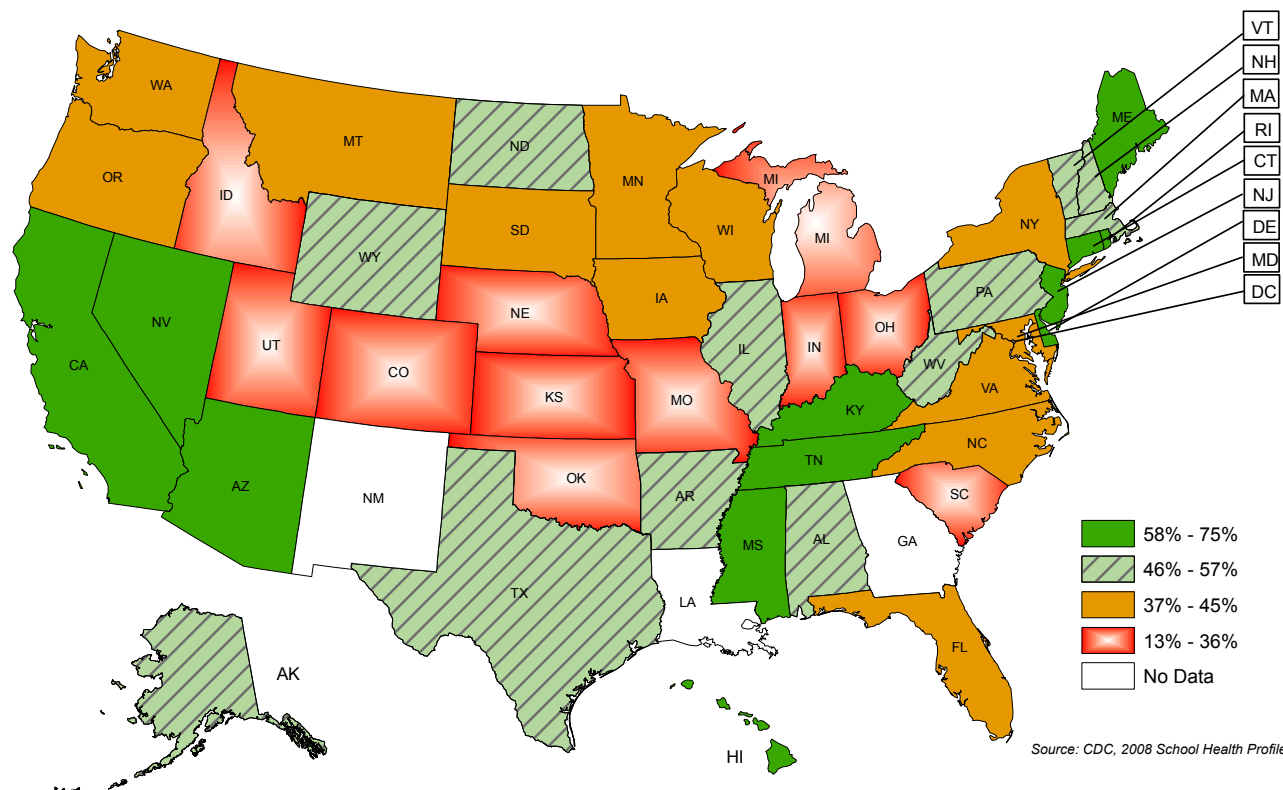 VT
NH
MA
RI
CT
NJ
DE
MD
DC
WA
MT
ND
ME
OR
ID
MN
MI
WI
NY
SD
MI
WY
IA
PA
NE
NV
UT
IL
IN
OH
CA
CO
WV
KS
MO
VA
KY
NC
TN
AZ
NM
OK
AR
SC
MS
AL
GA
TX
LA
FL
AK
HI
58% - 75%
46% - 57%
37% - 45%
13% - 36%
No Data
Source: CDC, 2008 School Health Profile